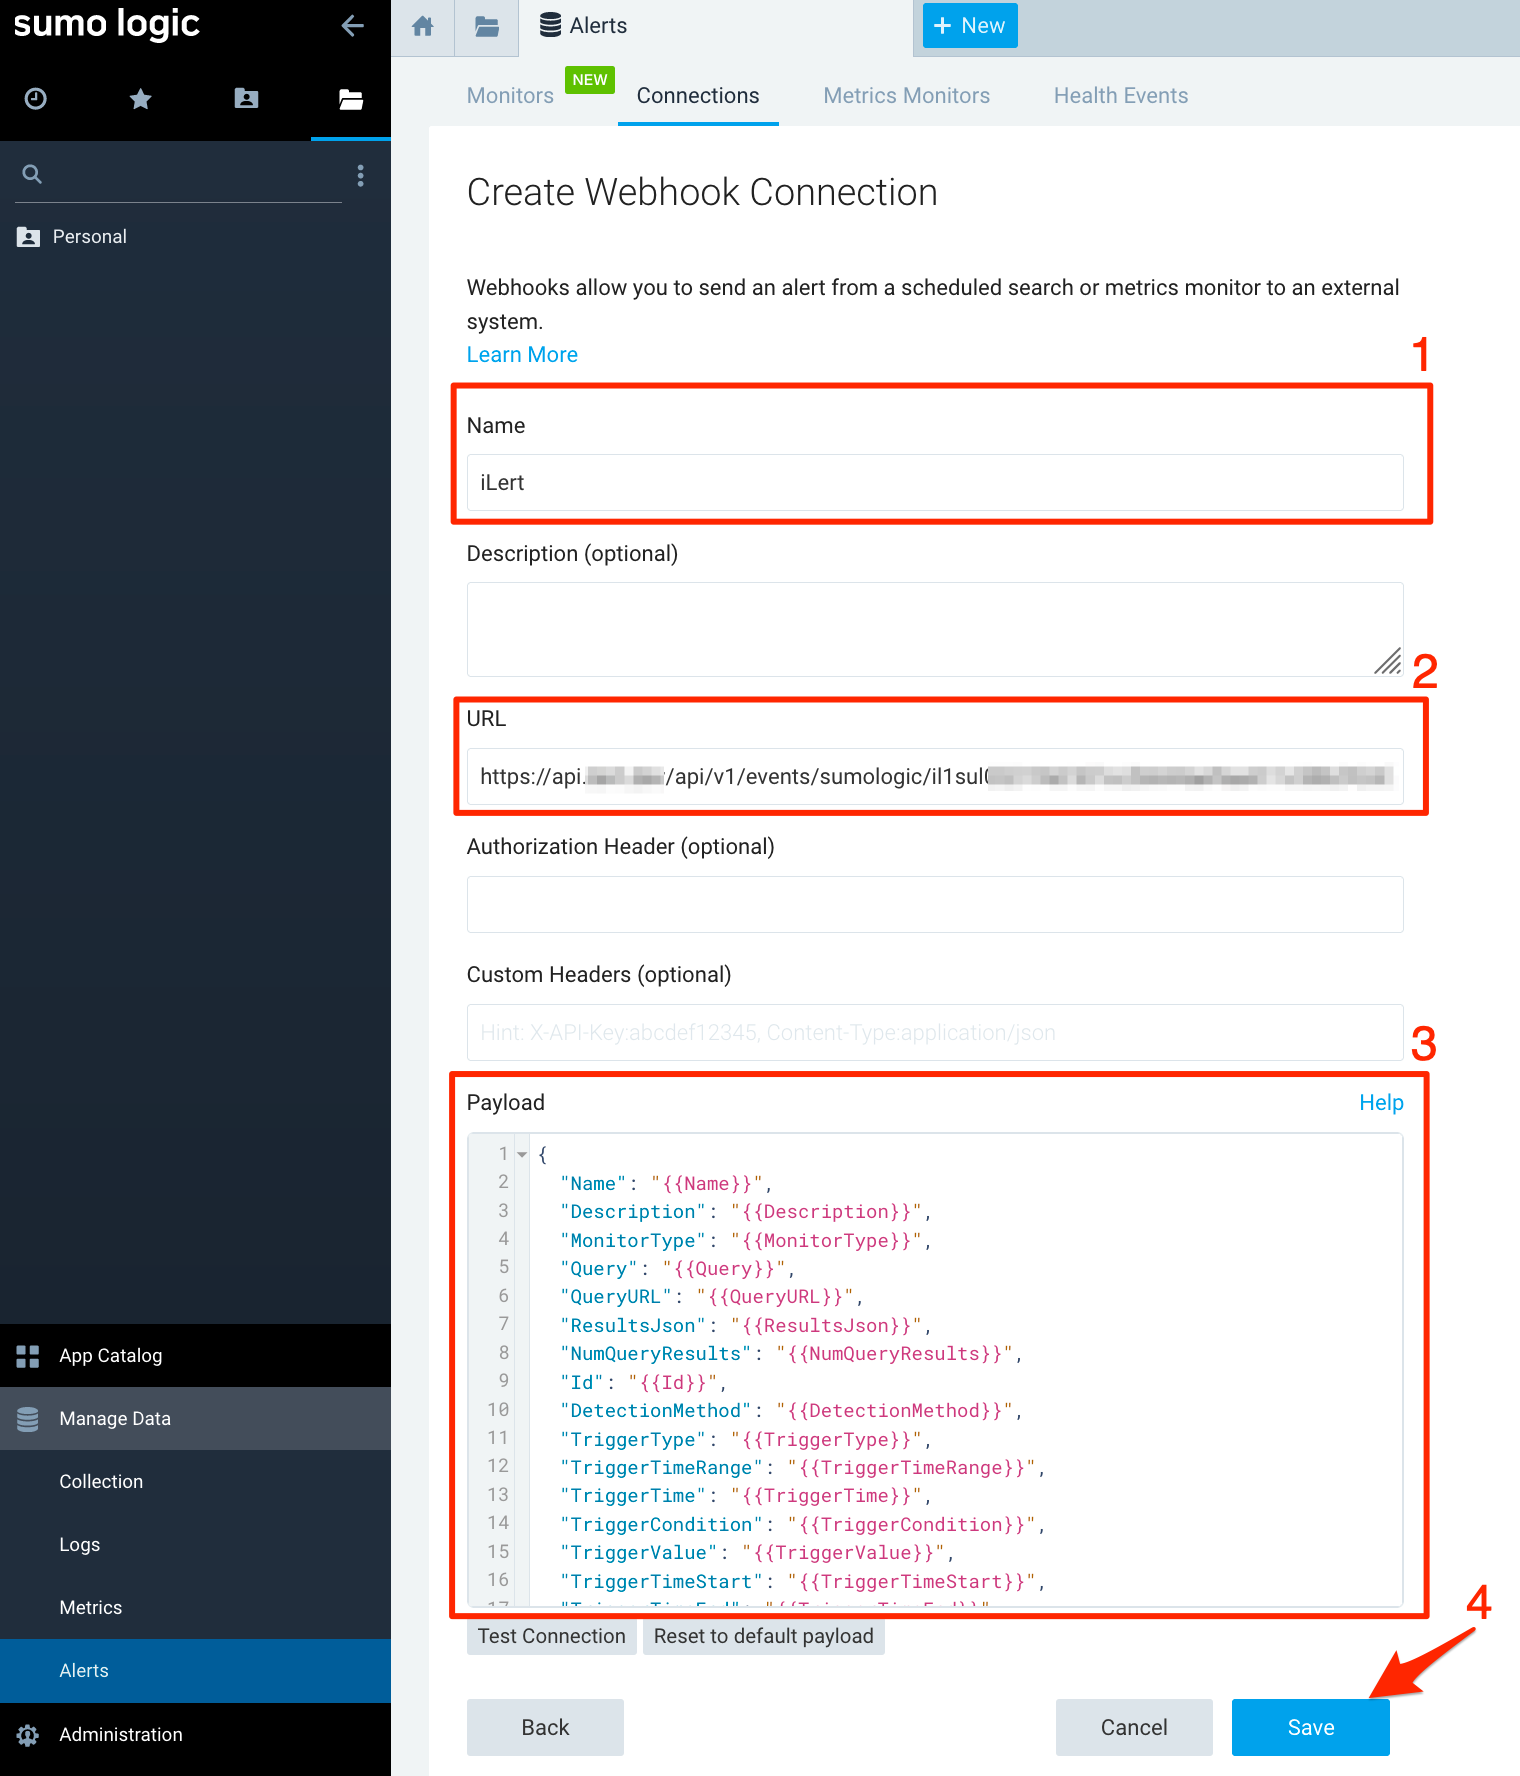 sumo logic
Alerts
+ New
Monitors
NEW
Connections
Metrics Monitors
Health Events
Personal
Create Webhook Connection
Webhooks allow you to send an alert from a scheduled search or metrics monitor to an external
system.
Learn More
1
Name
iLert
Description (optional)
2
URL
https://api. /api/v1/events/sumologic/il1sul
Authorization Header (optional)
Custom Headers (optional)
Hint: X-API-Key:abcdef12345, Content-Type:application/json
3
Payload
Help
1 {
2 "Name": "{{Name}}",
3 "Description": "{{Description}}",
4 "MonitorType": "{{MonitorType}}",
5 "Query": "{{Query}}",
6 "QueryURL": "{{QueryURL}}",
7 "ResultsJson": "{{ResultsJson}}",
8 "NumQueryResults": "{{NumQueryResults}}",
9 "Id": "{{Id}}",
10 "DetectionMethod": "{{DetectionMethod}}",
11 "TriggerType": "{{TriggerType}}",
12 "TriggerTimeRange": "{{TriggerTimeRange}}",
13 "TriggerTime": "{{TriggerTime}}",
14 "TriggerCondition": "{{TriggerCondition}}",
15 "TriggerValue": "{{TriggerValue}}",
16 "TriggerTimeStart": "{{TriggerTimeStart}}",
17 "TriggerTimeEnd": "{{TriggerTimeEnd}}"
4
Test Connection
Reset to default payload
Back
Cancel
Save
App Catalog
Manage Data
Collection
Logs
Metrics
Alerts
Administration